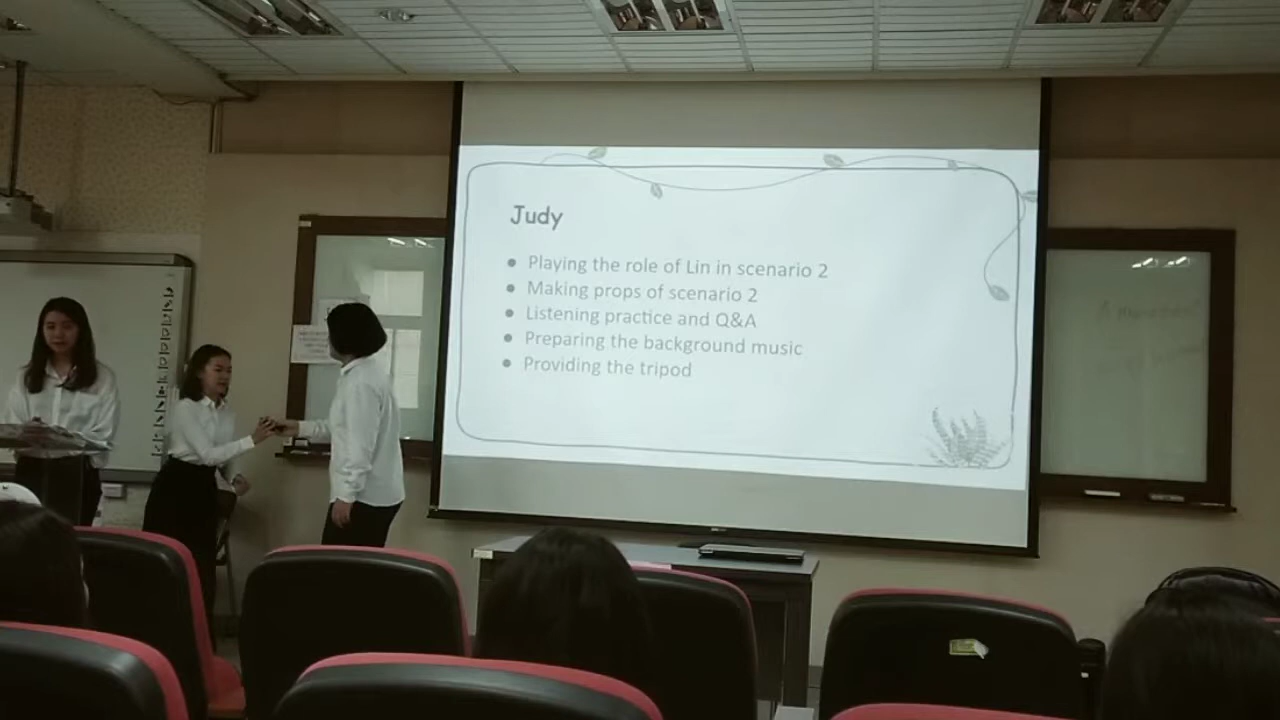 Judy
● Playing the role of Lin in scenario 2
● Making props of scenario 2
● Listening practice and Q&A
● Preparing the background music
● Providing the tripod